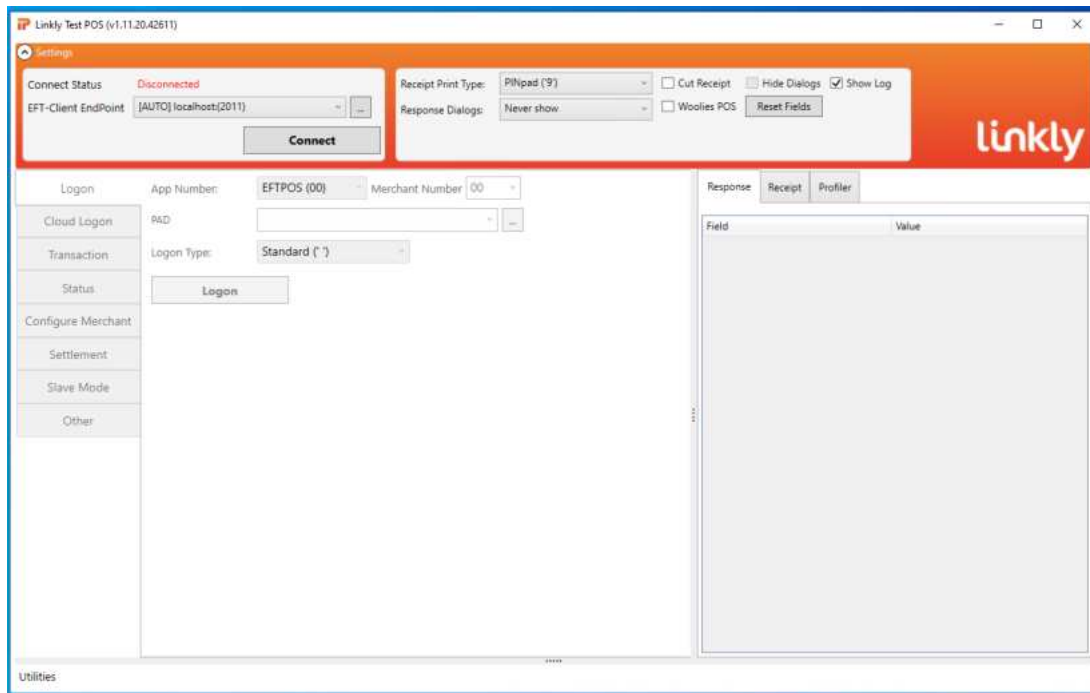 Linkly Test POS (v1.11.20.42611)
Settings
Connect Status Disconnected
EFT-Client EndPoint [AUTO] localhost:(2011) ...
Connect
Receipt Print Type: PINpad ('9') Cut Receipt Hide Dialogs Show Log
Response Dialogs: Never show Woolies POS Reset Fields
linkly
Logon
Cloud Logon
Transaction
Status
Configure Merchant
Settlement
Slave Mode
Other
App Number: EFTPOS (00) Merchant Number 00
PAD ...
Logon Type: Standard (' ')
Logon
Response Receipt Profiler
Field Value
Utilities